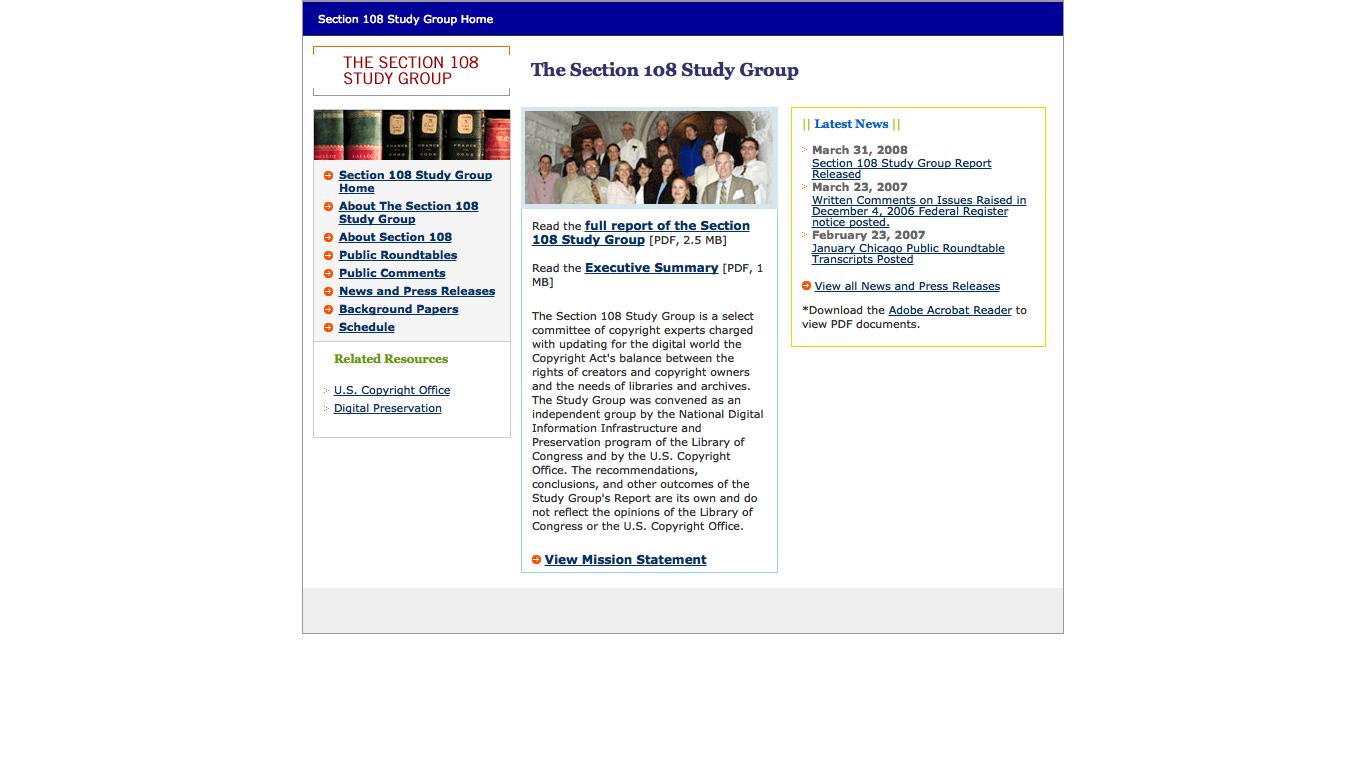 Section 108 Study Group Home
THE SECTION 108
STUDY GROUP
The Section 108 Study Group
Section 108 Study Group
Home
About The Section 108
Study Group
About Section 108
Public Roundtables
Public Comments
News and Press Releases
Background Papers
Schedule
Related Resources
U.S. Copyright Office
Digital Preservation
Read the full report of the Section
108 Study Group [PDF, 2.5 MB]
Read the Executive Summary [PDF, 1
MB]
The Section 108 Study Group is a select
committee of copyright experts charged
with updating for the digital world the
Copyright Act's balance between the
rights of creators and copyright owners
and the needs of libraries and archives.
The Study Group was convened as an
independent group by the National Digital
Information Infrastructure and
Preservation program of the Library of
Congress and by the U.S. Copyright
Office. The recommendations,
conclusions, and other outcomes of the
Study Group's Report are its own and do
not reflect the opinions of the Library of
Congress or the U.S. Copyright Office.
View Mission Statement
|| Latest News ||
March 31, 2008
Section 108 Study Group Report
Released
March 23, 2007
Written Comments on Issues Raised in
December 4, 2006 Federal Register
notice posted.
February 23, 2007
January Chicago Public Roundtable
Transcripts Posted
View all News and Press Releases
*Download the Adobe Acrobat Reader to
view PDF documents.